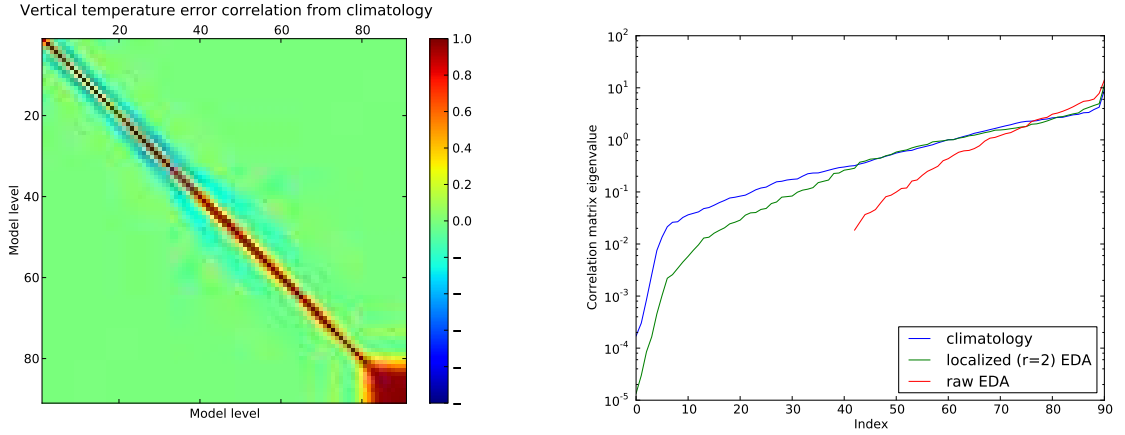 Vertical temperature error correlation from climatology
20 40 60 80
20
40
60
80
Model level
Model level
1.0
0.8
0.6
0.4
0.2
0.0
−
−
−
−
−
10^2
10^1
10^0
10^-1
10^-2
10^-3
10^-4
10^-5
Correlation matrix eigenvalue
climatology
localized (r=2) EDA
raw EDA
0 10 20 30 40 50 60 70 80 90
Index